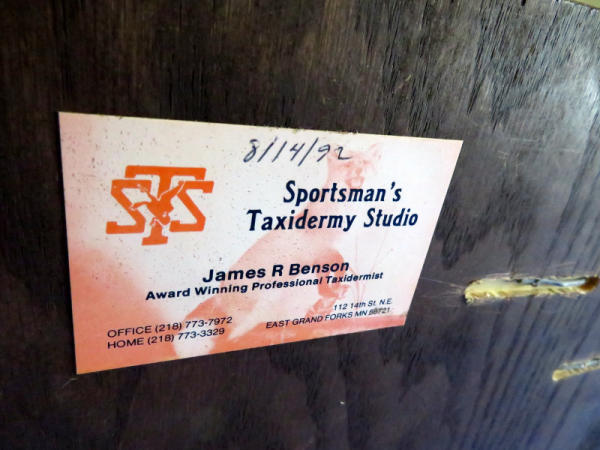 8/14/92
STS
Sportsman's
Taxidermy Studio
James R Benson
Award Winning Professional Taxidermist
OFFICE (218) 773-7972
HOME (218) 773-3329
112 14th St. N.E.
EAST GRAND FORKS MN 56721